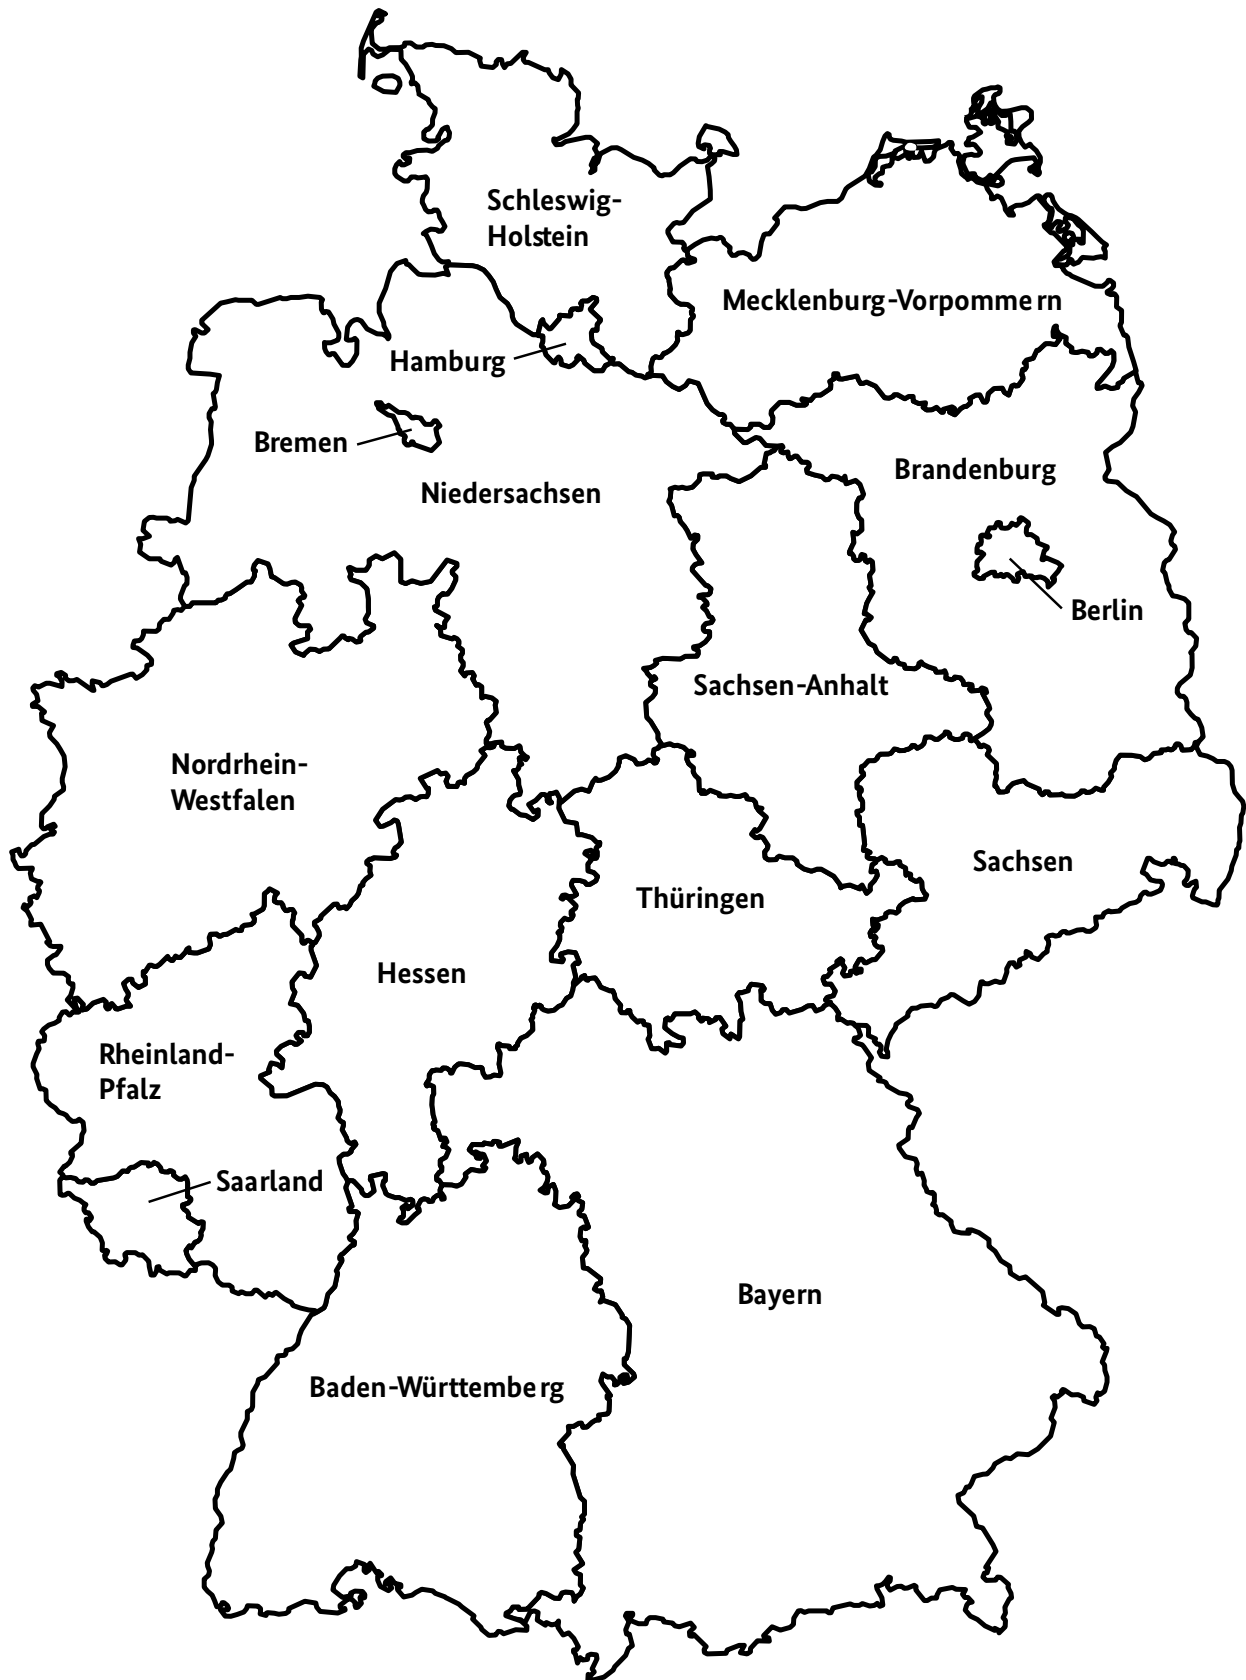 Schleswig-
Holstein
Mecklenburg-Vorpommern
Hamburg
Bremen
Niedersachsen
Brandenburg
Berlin
Sachsen-Anhalt
Nordrhein-
Westfalen
Sachsen
Thüringen
Hessen
Rheinland-
Pfalz
Saarland
Bayern
Baden-Württemberg